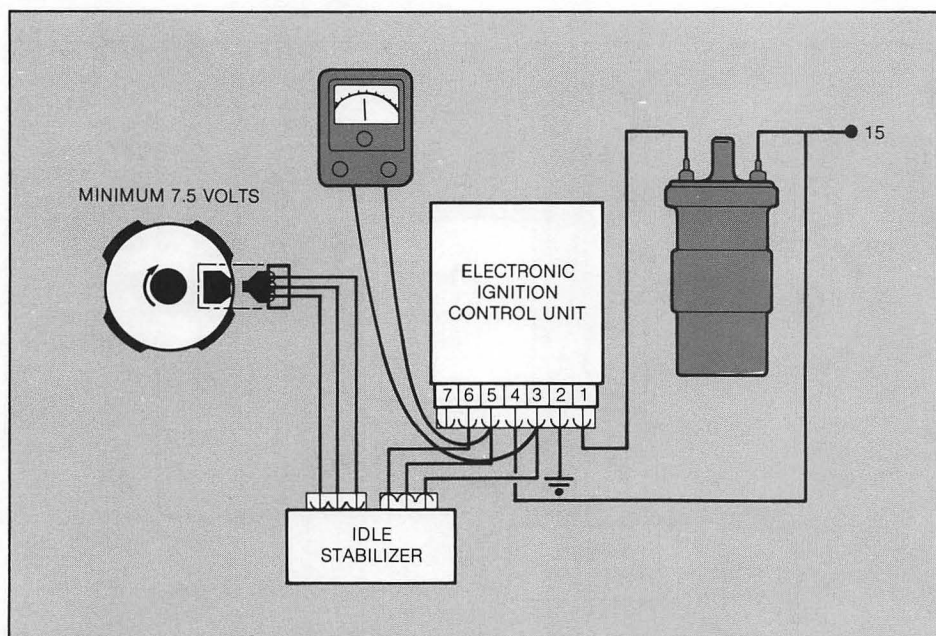 15
MINIMUM 7.5 VOLTS
ELECTRONIC
IGNITION
CONTROL UNIT
7 6 5 4 3 2 1
IDLE
STABILIZER